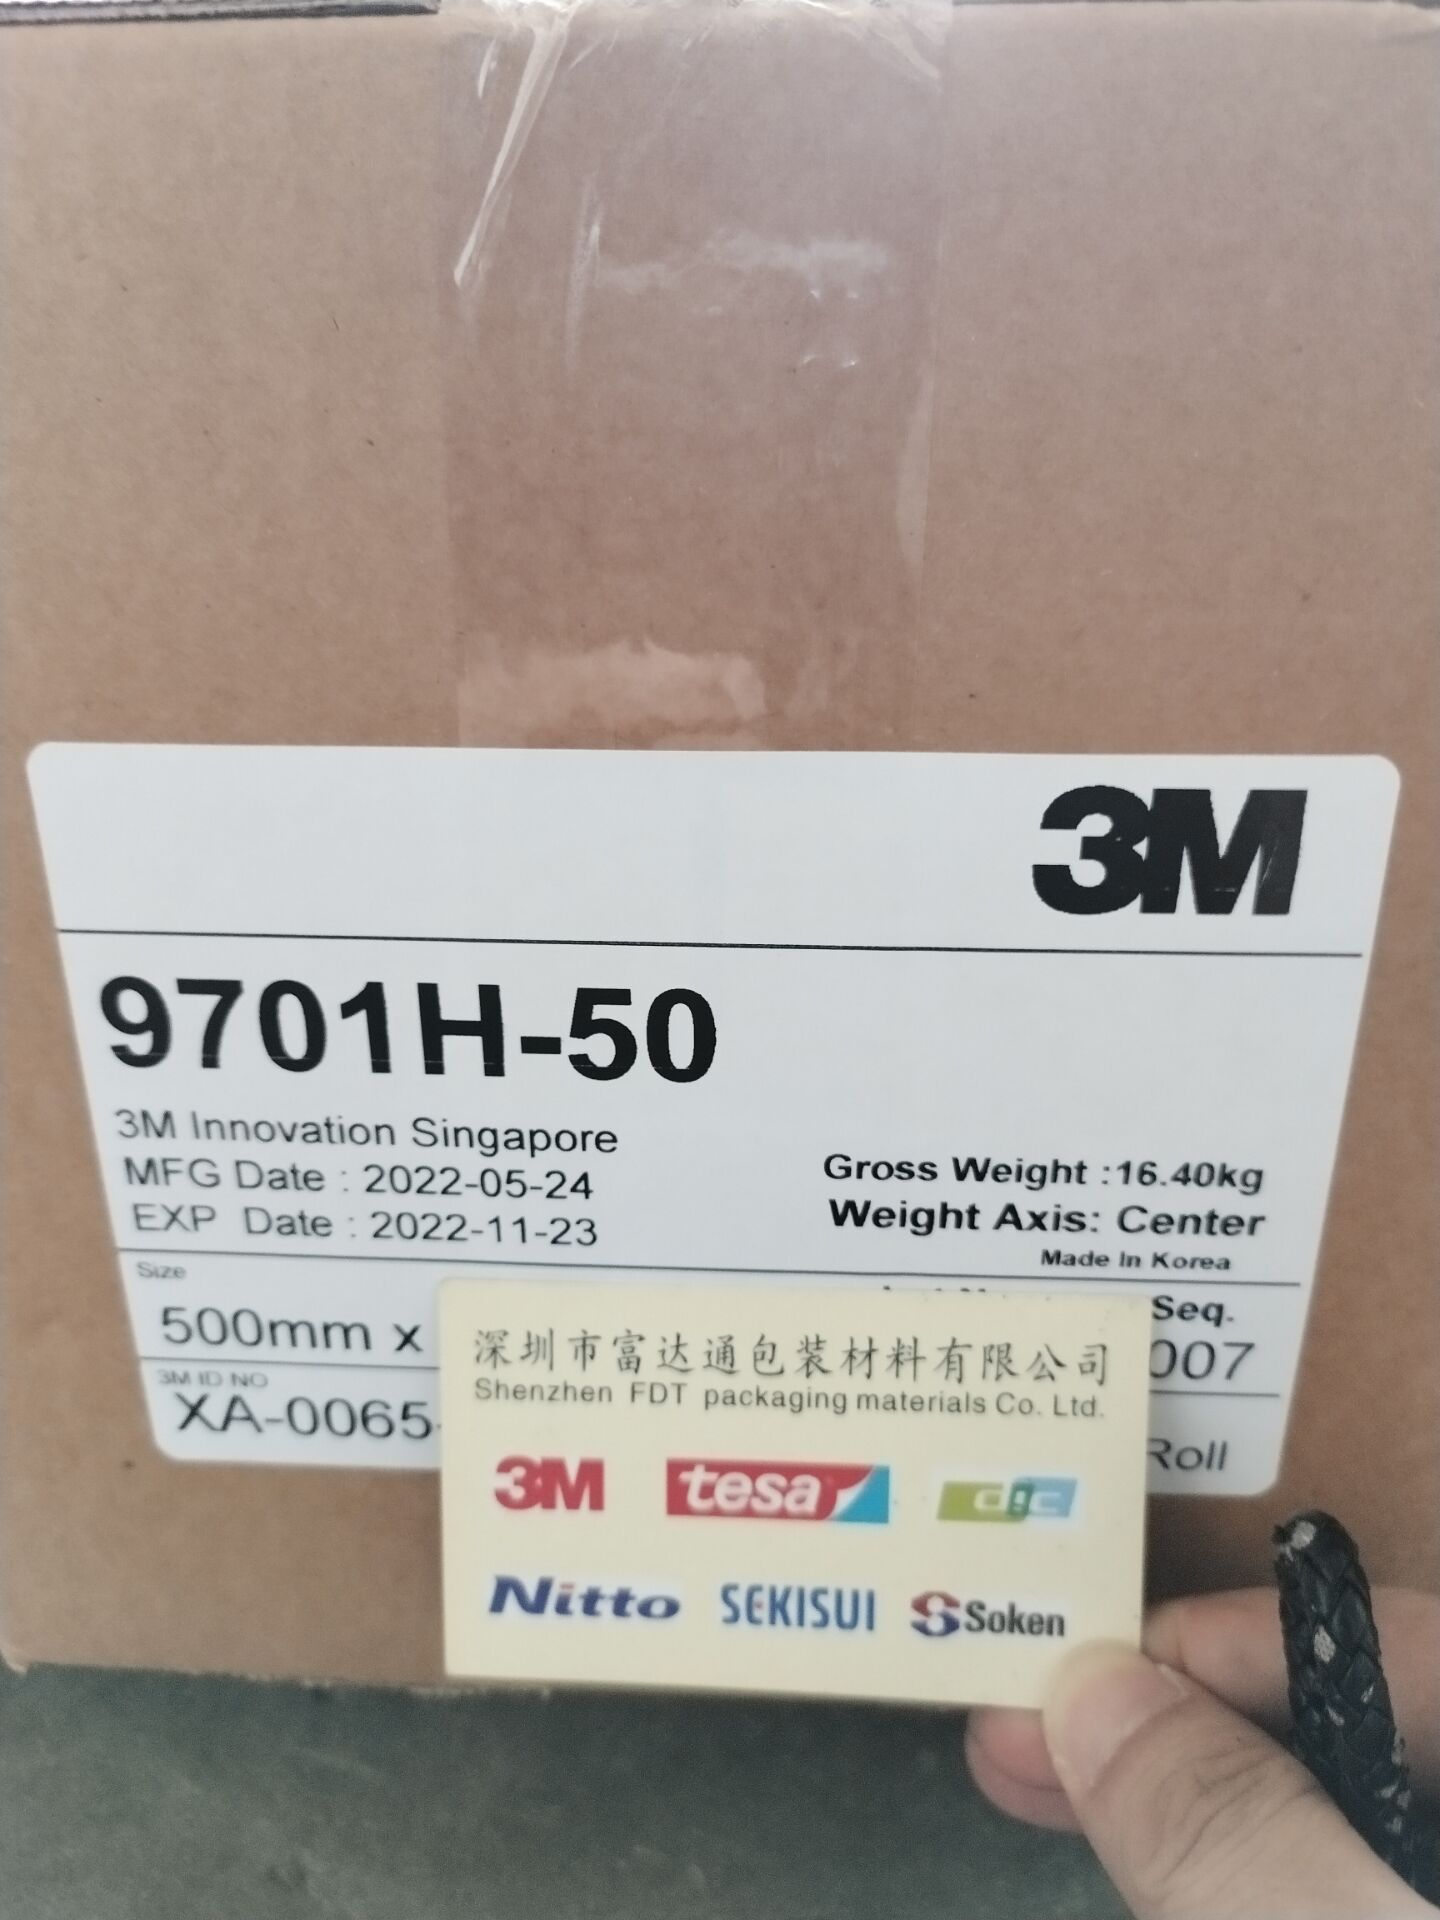 3M
9701H-50
3M Innovation Singapore
MFG Date : 2022-05-24
EXP Date : 2022-11-23
Gross Weight :16.40kg
Weight Axis: Center
Made In Korea
Size
500mm x
Seq.
007
3M ID NO
XA-0065-
Roll
深圳市富达通包装材料有限公司
Shenzhen FDT packaging materials Co. Ltd.
3M tesa dic
Nitto SEKISUI Soken